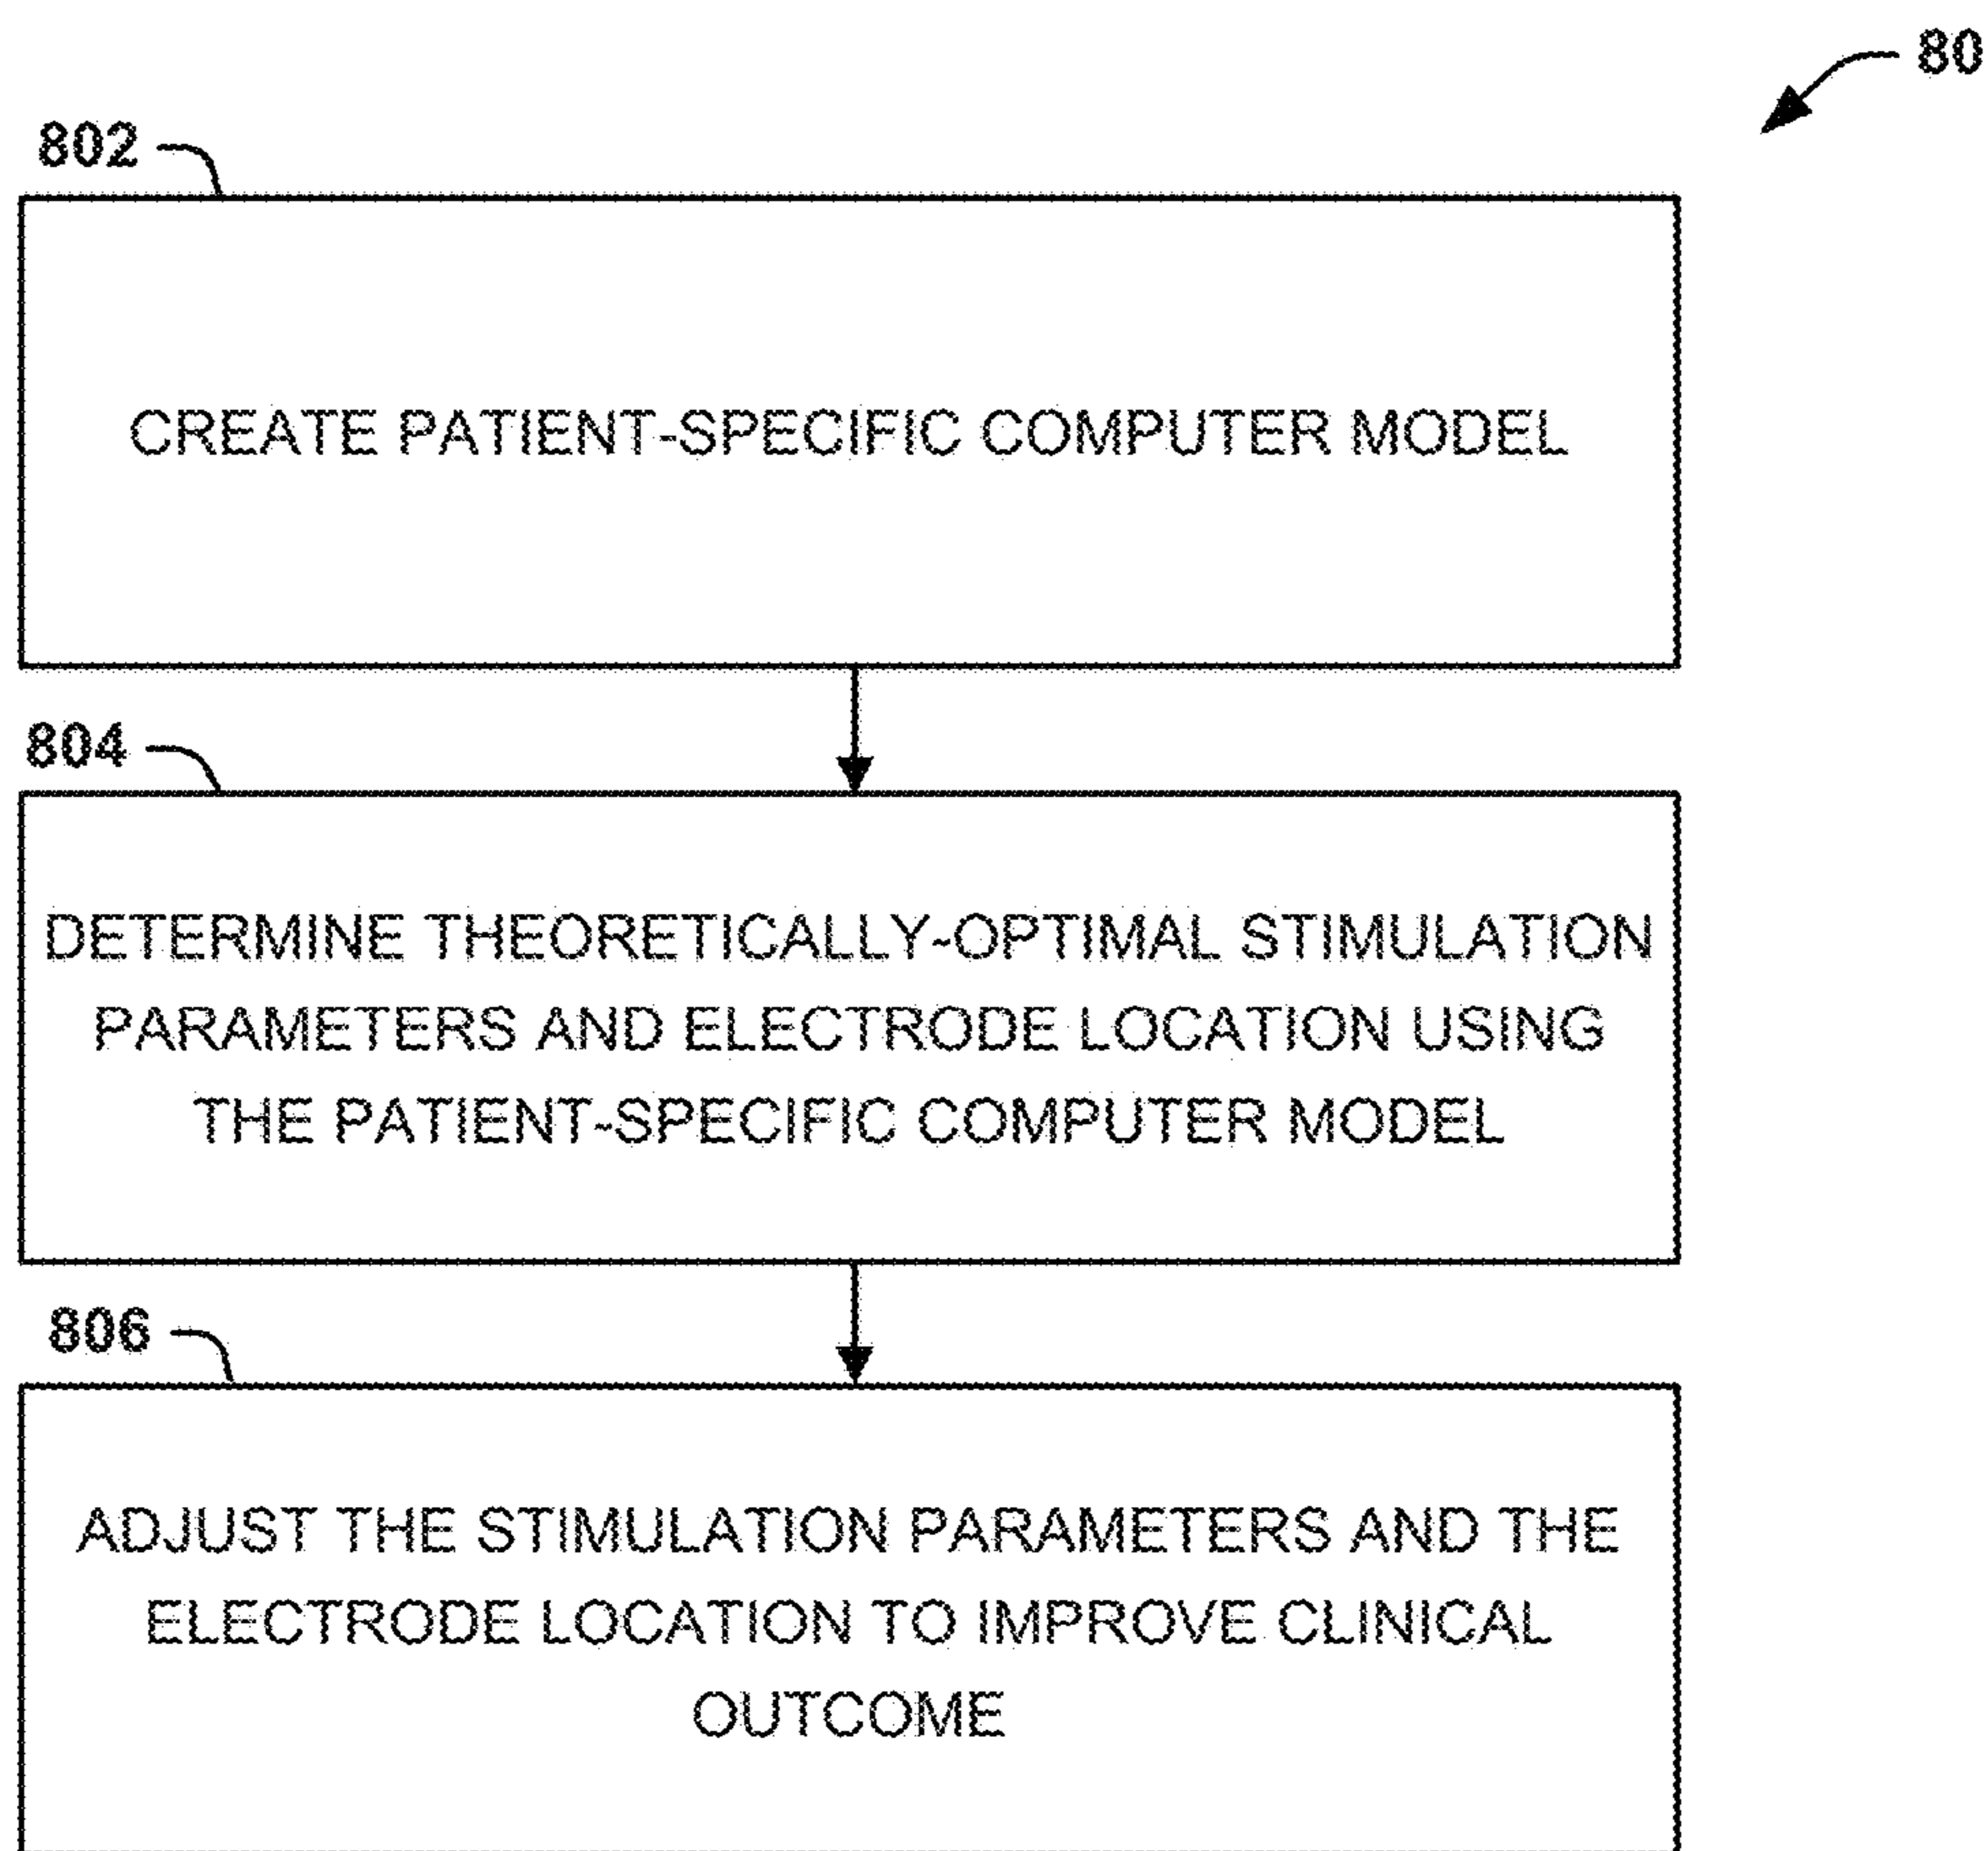 80
802
CREATE PATIENT-SPECIFIC COMPUTER MODEL
804
DETERMINE THEORETICALLY-OPTIMAL STIMULATION
PARAMETERS AND ELECTRODE LOCATION USING
THE PATIENT-SPECIFIC COMPUTER MODEL
806
ADJUST THE STIMULATION PARAMETERS AND THE
ELECTRODE LOCATION TO IMPROVE CLINICAL
OUTCOME